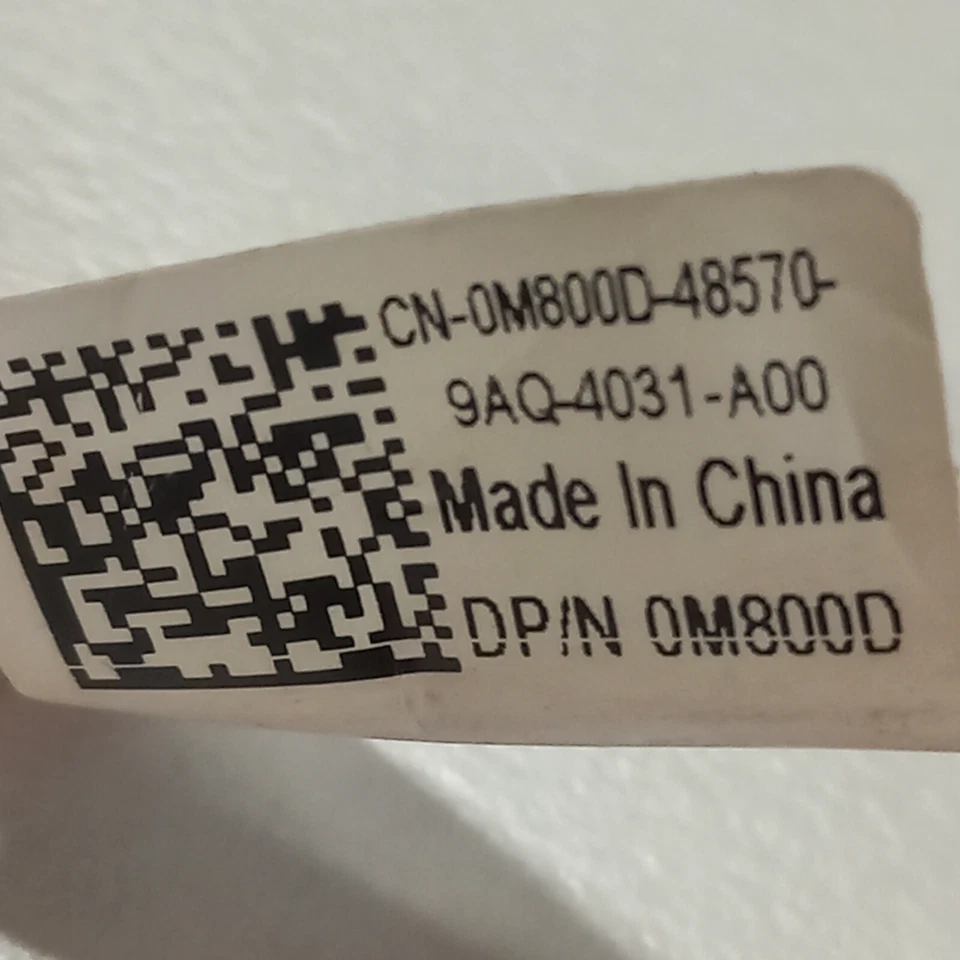 CN-0M800D-48570-
9AQ-4031-A00
Made In China
DP/N 0M800D